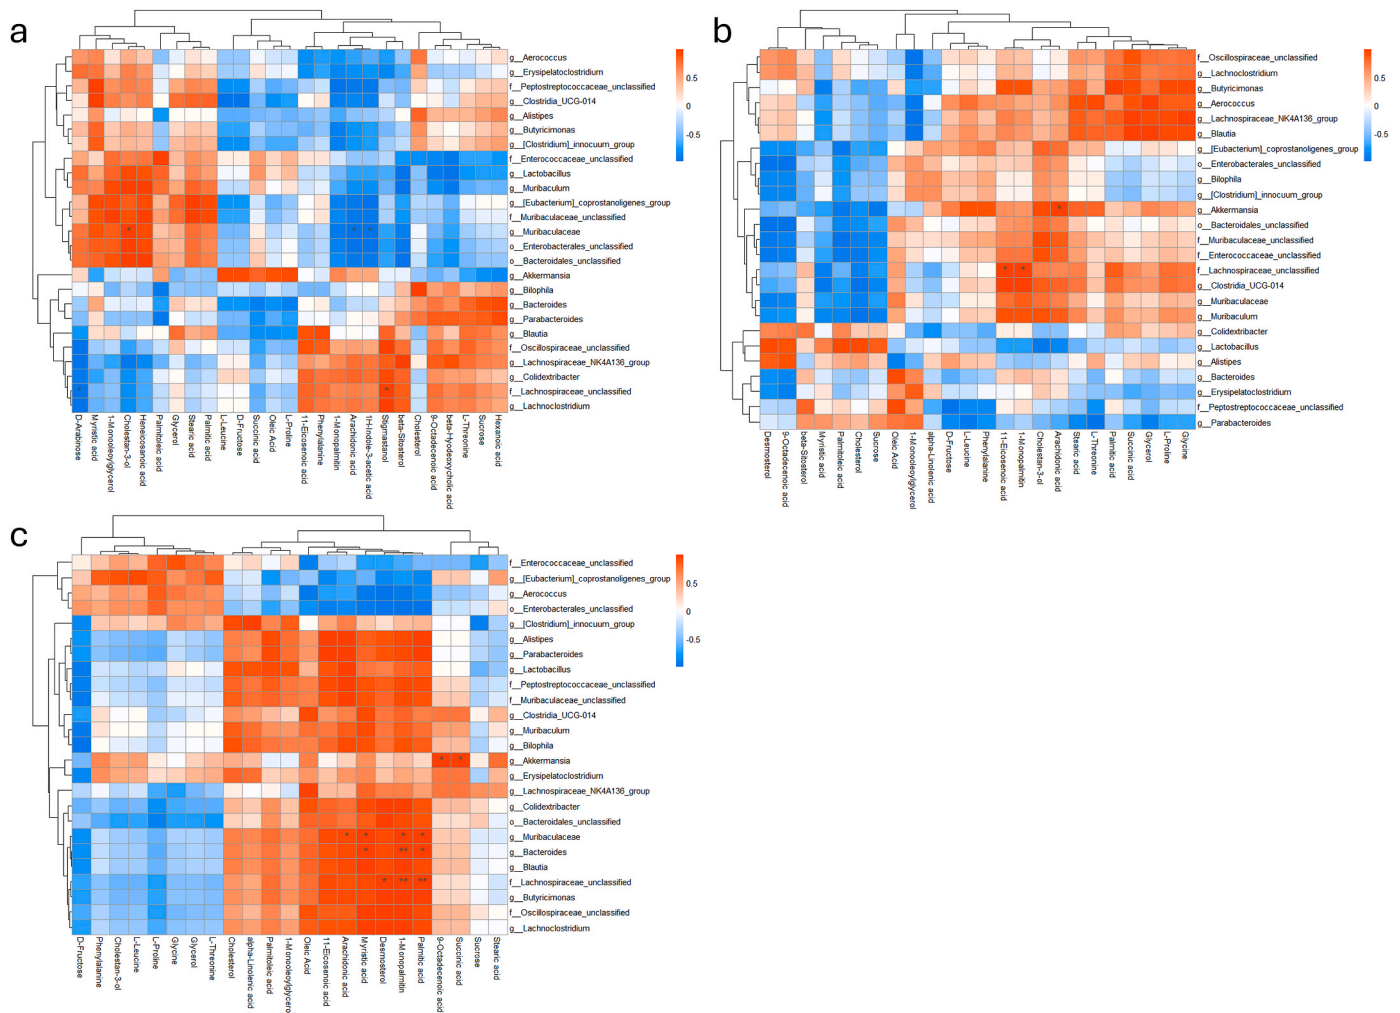 a
g__Aerococcus
g__Erysipelatoclostridium
f__Peptostreptococcaceae_unclassified
g__Clostridia_UCG-014
g__Alistipes
g__Butyricimonas
g__[Clostridium]_innocuum_group
f__Enterococcaceae_unclassified
g__Lactobacillus
g__Muribaculum
g__[Eubacterium]_coprostanoligenes_group
f__Muribaculaceae_unclassified
g__Muribaculaceae
o__Enterobacterales_unclassified
o__Bacteroidales_unclassified
g__Akkermansia
g__Bilophila
g__Bacteroides
g__Parabacteroides
g__Blautia
f__Oscillospiraceae_unclassified
g__Lachnospiraceae_NK4A136_group
g__Colidextribacter
f__Lachnospiraceae_unclassified
g__Lachnoclostridium
0.5
0
-0.5
D-Arabinose
Myristic acid
1-Monooleoylglycerol
Cholestan-3-ol
Heneicosanoic acid
Palmitoleic acid
Glycerol
Stearic acid
Palmitic acid
L-Leucine
D-Fructose
Succinic acid
Oleic Acid
L-Proline
11-Eicosenoic acid
Phenylalanine
1-Monopalmitin
Arachidonic acid
1H-Indole-3-acetic acid
Stigmastanol
beta-Sitosterol
Cholesterol
9-Octadecenoic acid
beta-Hydodeoxycholic acid
L-Threonine
Sucrose
Hexanoic acid
b
f__Oscillospiraceae_unclassified
g__Lachnoclostridium
g__Butyricimonas
g__Aerococcus
g__Lachnospiraceae_NK4A136_group
g__Blautia
g__[Eubacterium]_coprostanoligenes_group
o__Enterobacterales_unclassified
g__Bilophila
g__[Clostridium]_innocuum_group
g__Akkermansia
o__Bacteroidales_unclassified
f__Muribaculaceae_unclassified
f__Enterococcaceae_unclassified
f__Lachnospiraceae_unclassified
g__Clostridia_UCG-014
g__Muribaculaceae
g__Muribaculum
g__Colidextribacter
g__Lactobacillus
g__Alistipes
g__Bacteroides
g__Erysipelatoclostridium
f__Peptostreptococcaceae_unclassified
g__Parabacteroides
0.5
0
-0.5
Desmosterol
9-Octadecenoic acid
beta-Sitosterol
Myristic acid
Palmitoleic acid
Cholesterol
Sucrose
Oleic Acid
1-Monooleoylglycerol
alpha-Linolenic acid
D-Fructose
L-Leucine
Phenylalanine
11-Eicosenoic acid
1-Monopalmitin
Cholestan-3-ol
Arachidonic acid
Stearic acid
L-Threonine
Palmitic acid
Succinic acid
Glycerol
L-Proline
Glycine
c
f__Enterococcaceae_unclassified
g__[Eubacterium]_coprostanoligenes_group
g__Aerococcus
o__Enterobacterales_unclassified
g__[Clostridium]_innocuum_group
g__Alistipes
g__Parabacteroides
g__Lactobacillus
f__Peptostreptococcaceae_unclassified
f__Muribaculaceae_unclassified
g__Clostridia_UCG-014
g__Muribaculum
g__Bilophila
g__Akkermansia
g__Erysipelatoclostridium
g__Lachnospiraceae_NK4A136_group
g__Colidextribacter
o__Bacteroidales_unclassified
g__Muribaculaceae
g__Bacteroides
g__Blautia
f__Lachnospiraceae_unclassified
g__Butyricimonas
f__Oscillospiraceae_unclassified
g__Lachnoclostridium
0.5
0
-0.5
D-Fructose
Phenylalanine
Cholestan-3-ol
L-Leucine
L-Proline
Glycine
Glycerol
L-Threonine
Cholesterol
alpha-Linolenic acid
Palmitoleic acid
1-Monooleoylglycero
Oleic Acid
11-Eicosenoic acid
Arachidonic acid
Myristic acid
Desmosterol
1-Monopalmitin
Palmitic acid
9-Octadecenoic acid
Succinic acid
Sucrose
Stearic acid